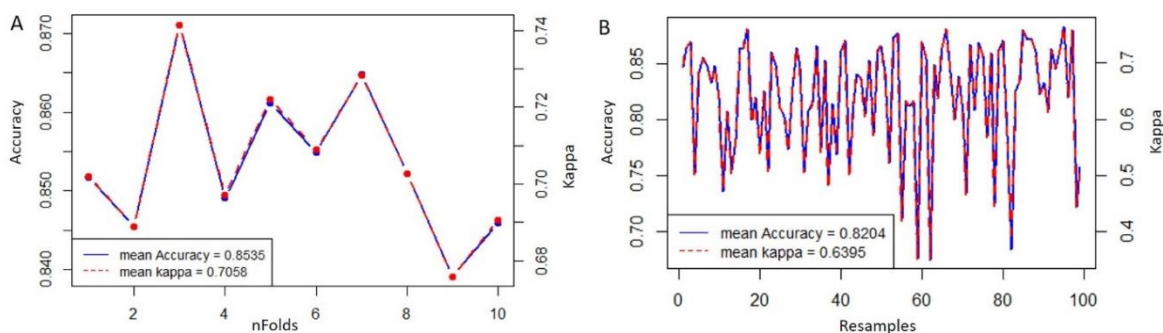 A
Accuracy
0.840
0.850
0.860
0.870
mean Accuracy = 0.8535
mean kappa = 0.7058
2
4
6
8
10
nFolds
0.68
0.70
0.72
0.74
Kappa
B
Accuracy
0.70
0.75
0.80
0.85
mean Accuracy = 0.8204
mean kappa = 0.6395
0
20
40
60
80
100
Resamples
0.4
0.5
0.6
0.7
Kappa